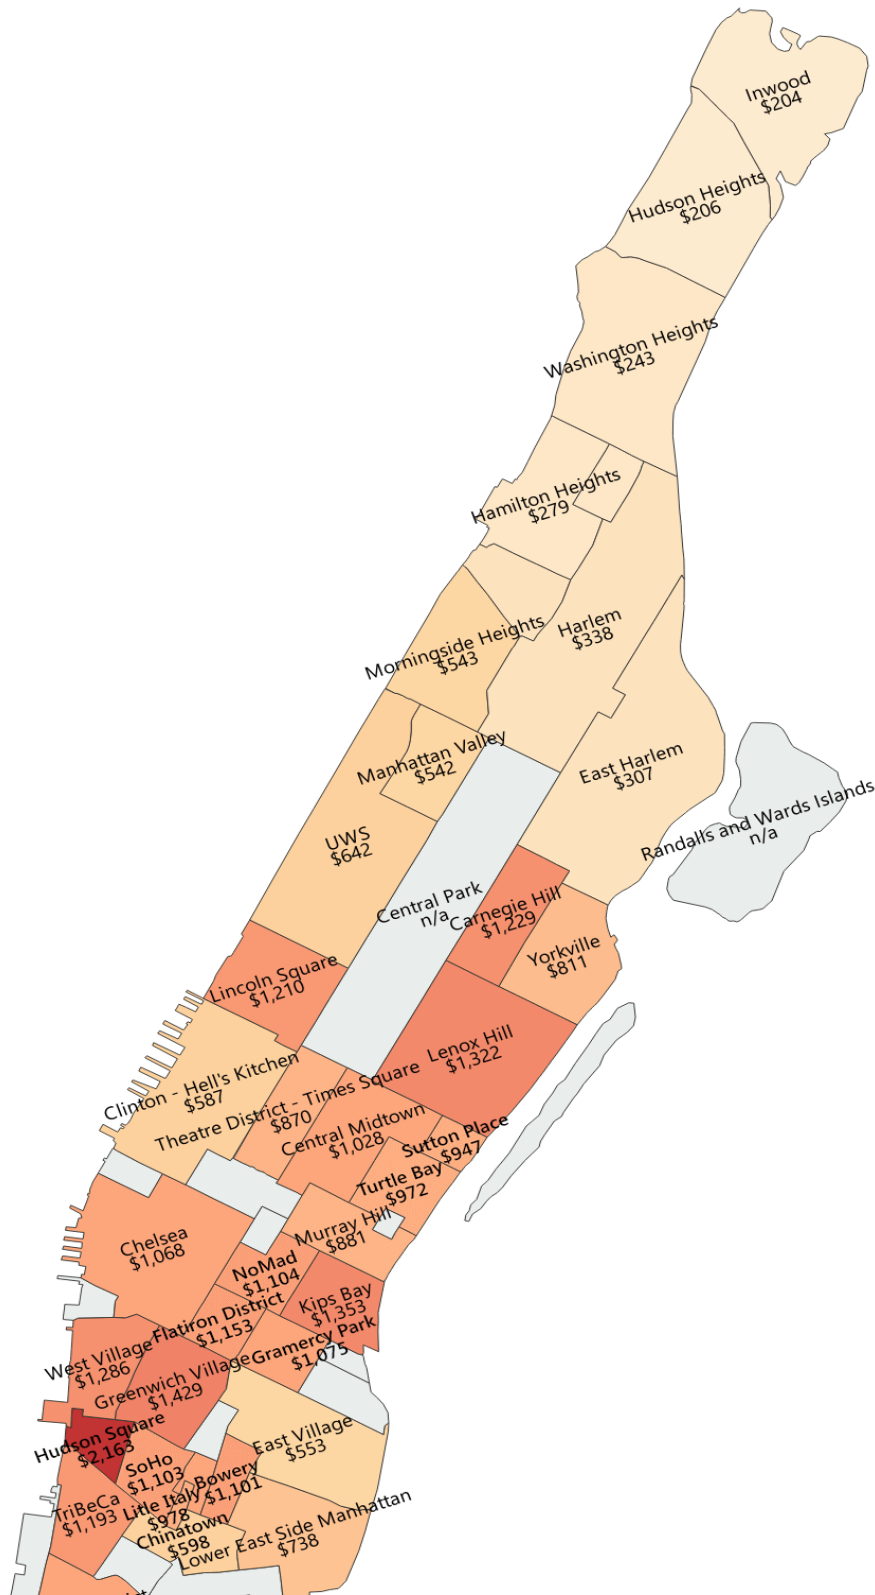 Inwood
$204
Hudson Heights
$206
Washington Heights
$243
Hamilton Heights
$279
Harlem
$338
Morningside Heights
$543
Manhattan Valley
$542
East Harlem
$307
Randalls and Wards Islands
n/a
UWS
$642
Central Park
n/a
Carnegie Hill
$1,229
Yorkville
$811
Lincoln Square
$1,210
Lenox Hill
$1,322
Clinton - Hell's Kitchen
$587
Theatre District - Times Square
$870
Central Midtown
$1,028
Sutton Place
$947
Turtle Bay
$972
Murray Hill
$881
Chelsea
$1,068
NoMad
$1,104
Kips Bay
$1,353
Flatiron District
$1,153
Gramercy Park
$1,075
West Village
$1,286
Greenwich Village
$1,429
Hudson Square
$2,163
East Village
$553
SoHo
$1,103
Bowery
$1,101
TriBeCa
$1,193
Litle Italy
$978
Chinatown
$598
Lower East Side Manhattan
$738